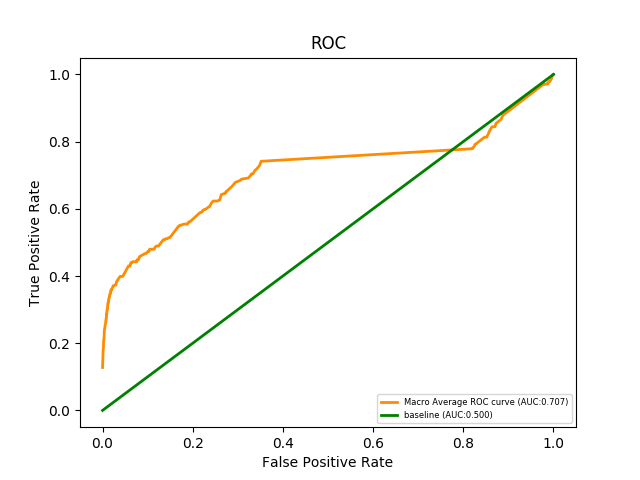 ROC
1.0
0.8
0.6
0.4
0.2
0.0
True Positive Rate
0.0 0.2 0.4 0.6 0.8 1.0
False Positive Rate
Macro Average ROC curve (AUC:0.707)
baseline (AUC:0.500)